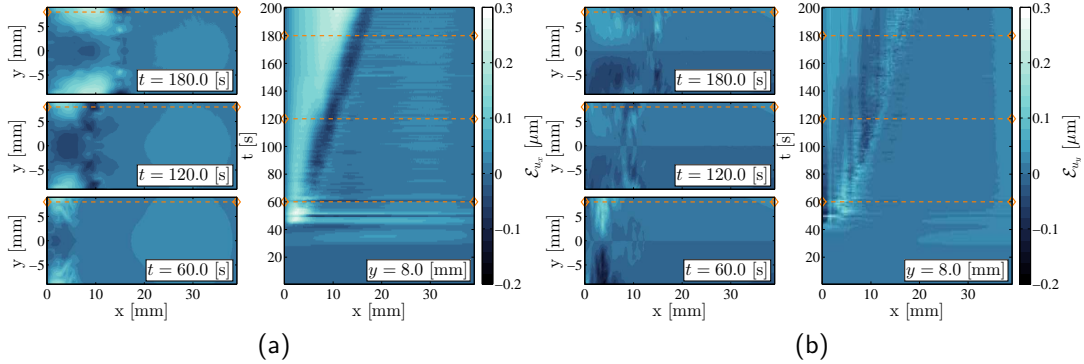 y [mm]
5
0
−5
t = 180.0 [s]
y [mm]
5
0
−5
t = 120.0 [s]
y [mm]
5
0
−5
t = 60.0 [s]
0 10 20 30
x [mm]
t [s]
200
180
160
140
120
100
80
60
40
20
y = 8.0 [mm]
0 10 20 30
x [mm]
0.3
0.2
0.1
0
−0.1
−0.2
ℰ_{u_x} [μm]
(a)
y [mm]
5
0
−5
t = 180.0 [s]
y [mm]
5
0
−5
t = 120.0 [s]
y [mm]
5
0
−5
t = 60.0 [s]
0 10 20 30
x [mm]
t [s]
200
180
160
140
120
100
80
60
40
20
y = 8.0 [mm]
0 10 20 30
x [mm]
0.3
0.2
0.1
0
−0.1
−0.2
ℰ_{u_y} [μm]
(b)